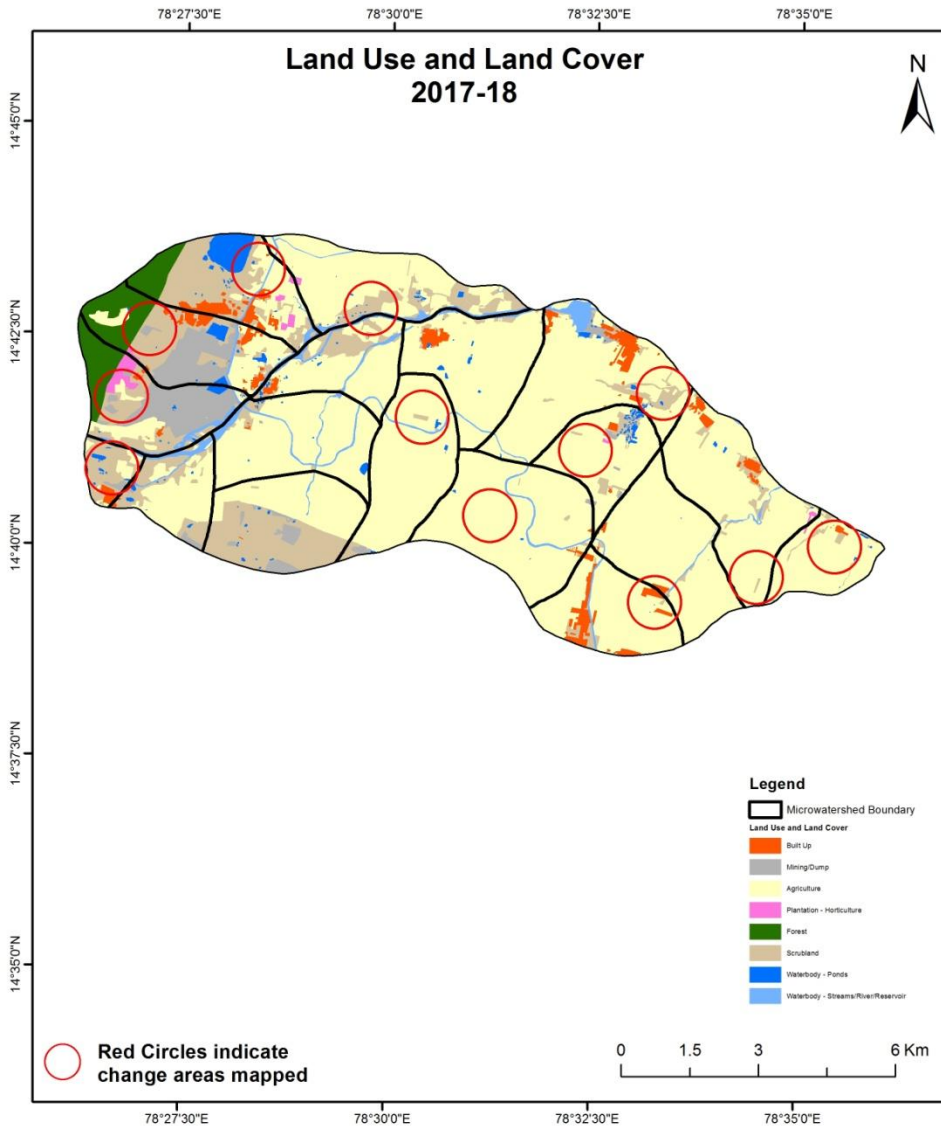 78°27'30"E 78°30'0"E 78°32'30"E 78°35'0"E
Land Use and Land Cover
2017-18
N
14°45'0"N
14°42'30"N
14°40'0"N
14°37'30"N
14°35'0"N
Legend
Microwatershed Boundary
Land Use and Land Cover
Built Up
Mining/Dump
Agriculture
Plantation - Horticulture
Forest
Scrubland
Waterbody - Ponds
Waterbody - Streams/River/Reservoir
Red Circles indicate
change areas mapped
0 1.5 3 6 Km
78°27'30"E 78°30'0"E 78°32'30"E 78°35'0"E